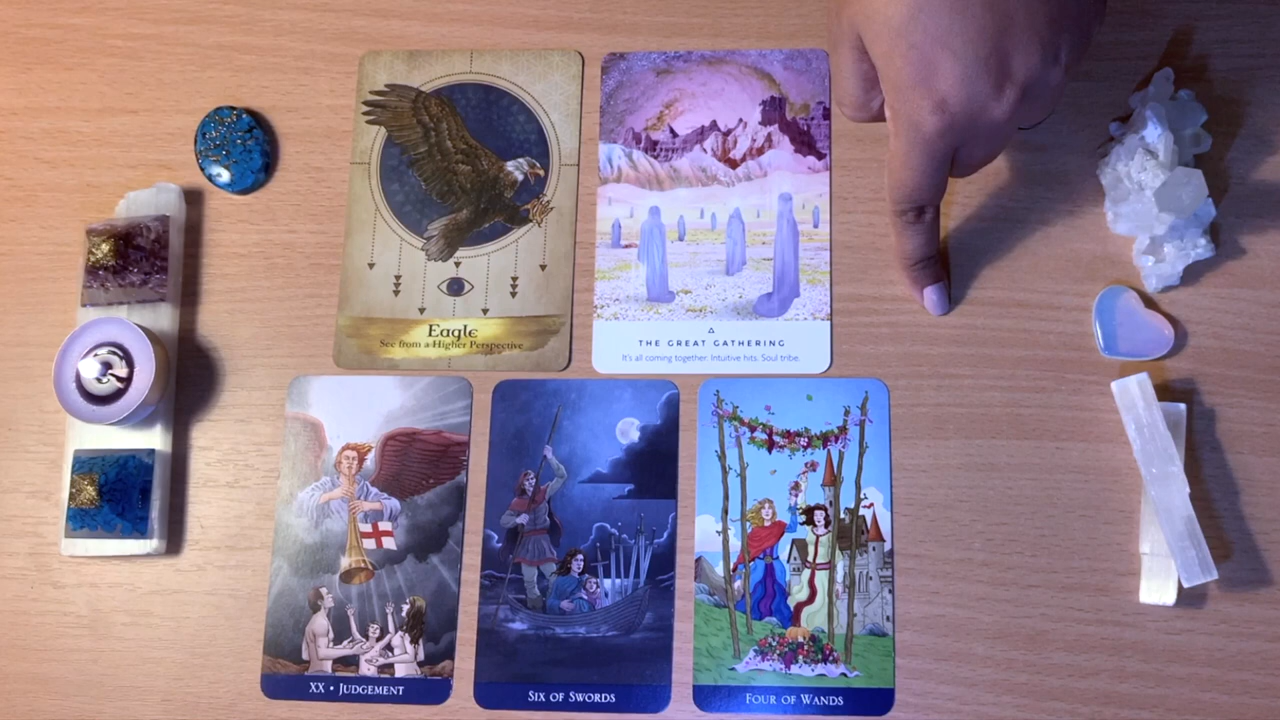 Eagle
See from a Higher Perspective
THE GREAT GATHERING
It's all coming together. Intuitive hits. Soul tribe.
XX • JUDGEMENT
SIX OF SWORDS
FOUR OF WANDS